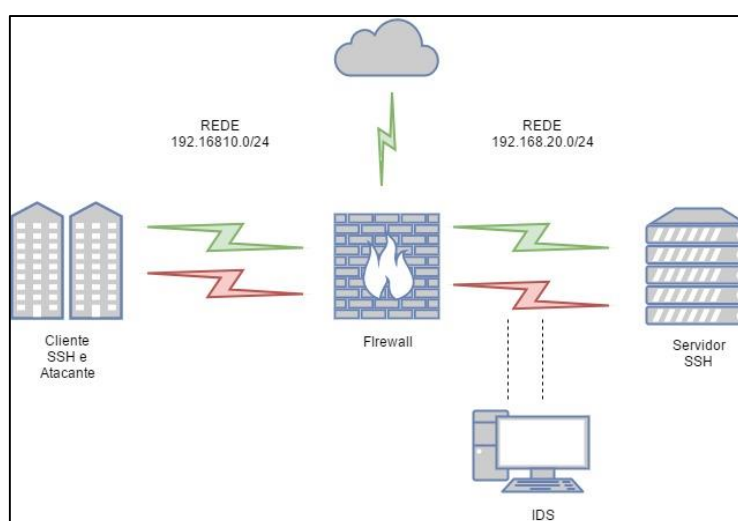 REDE
192.16810.0/24
REDE
192.168.20.0/24
Cliente
SSH e
Atacante
FIrewall
Servidor
SSH
IDS